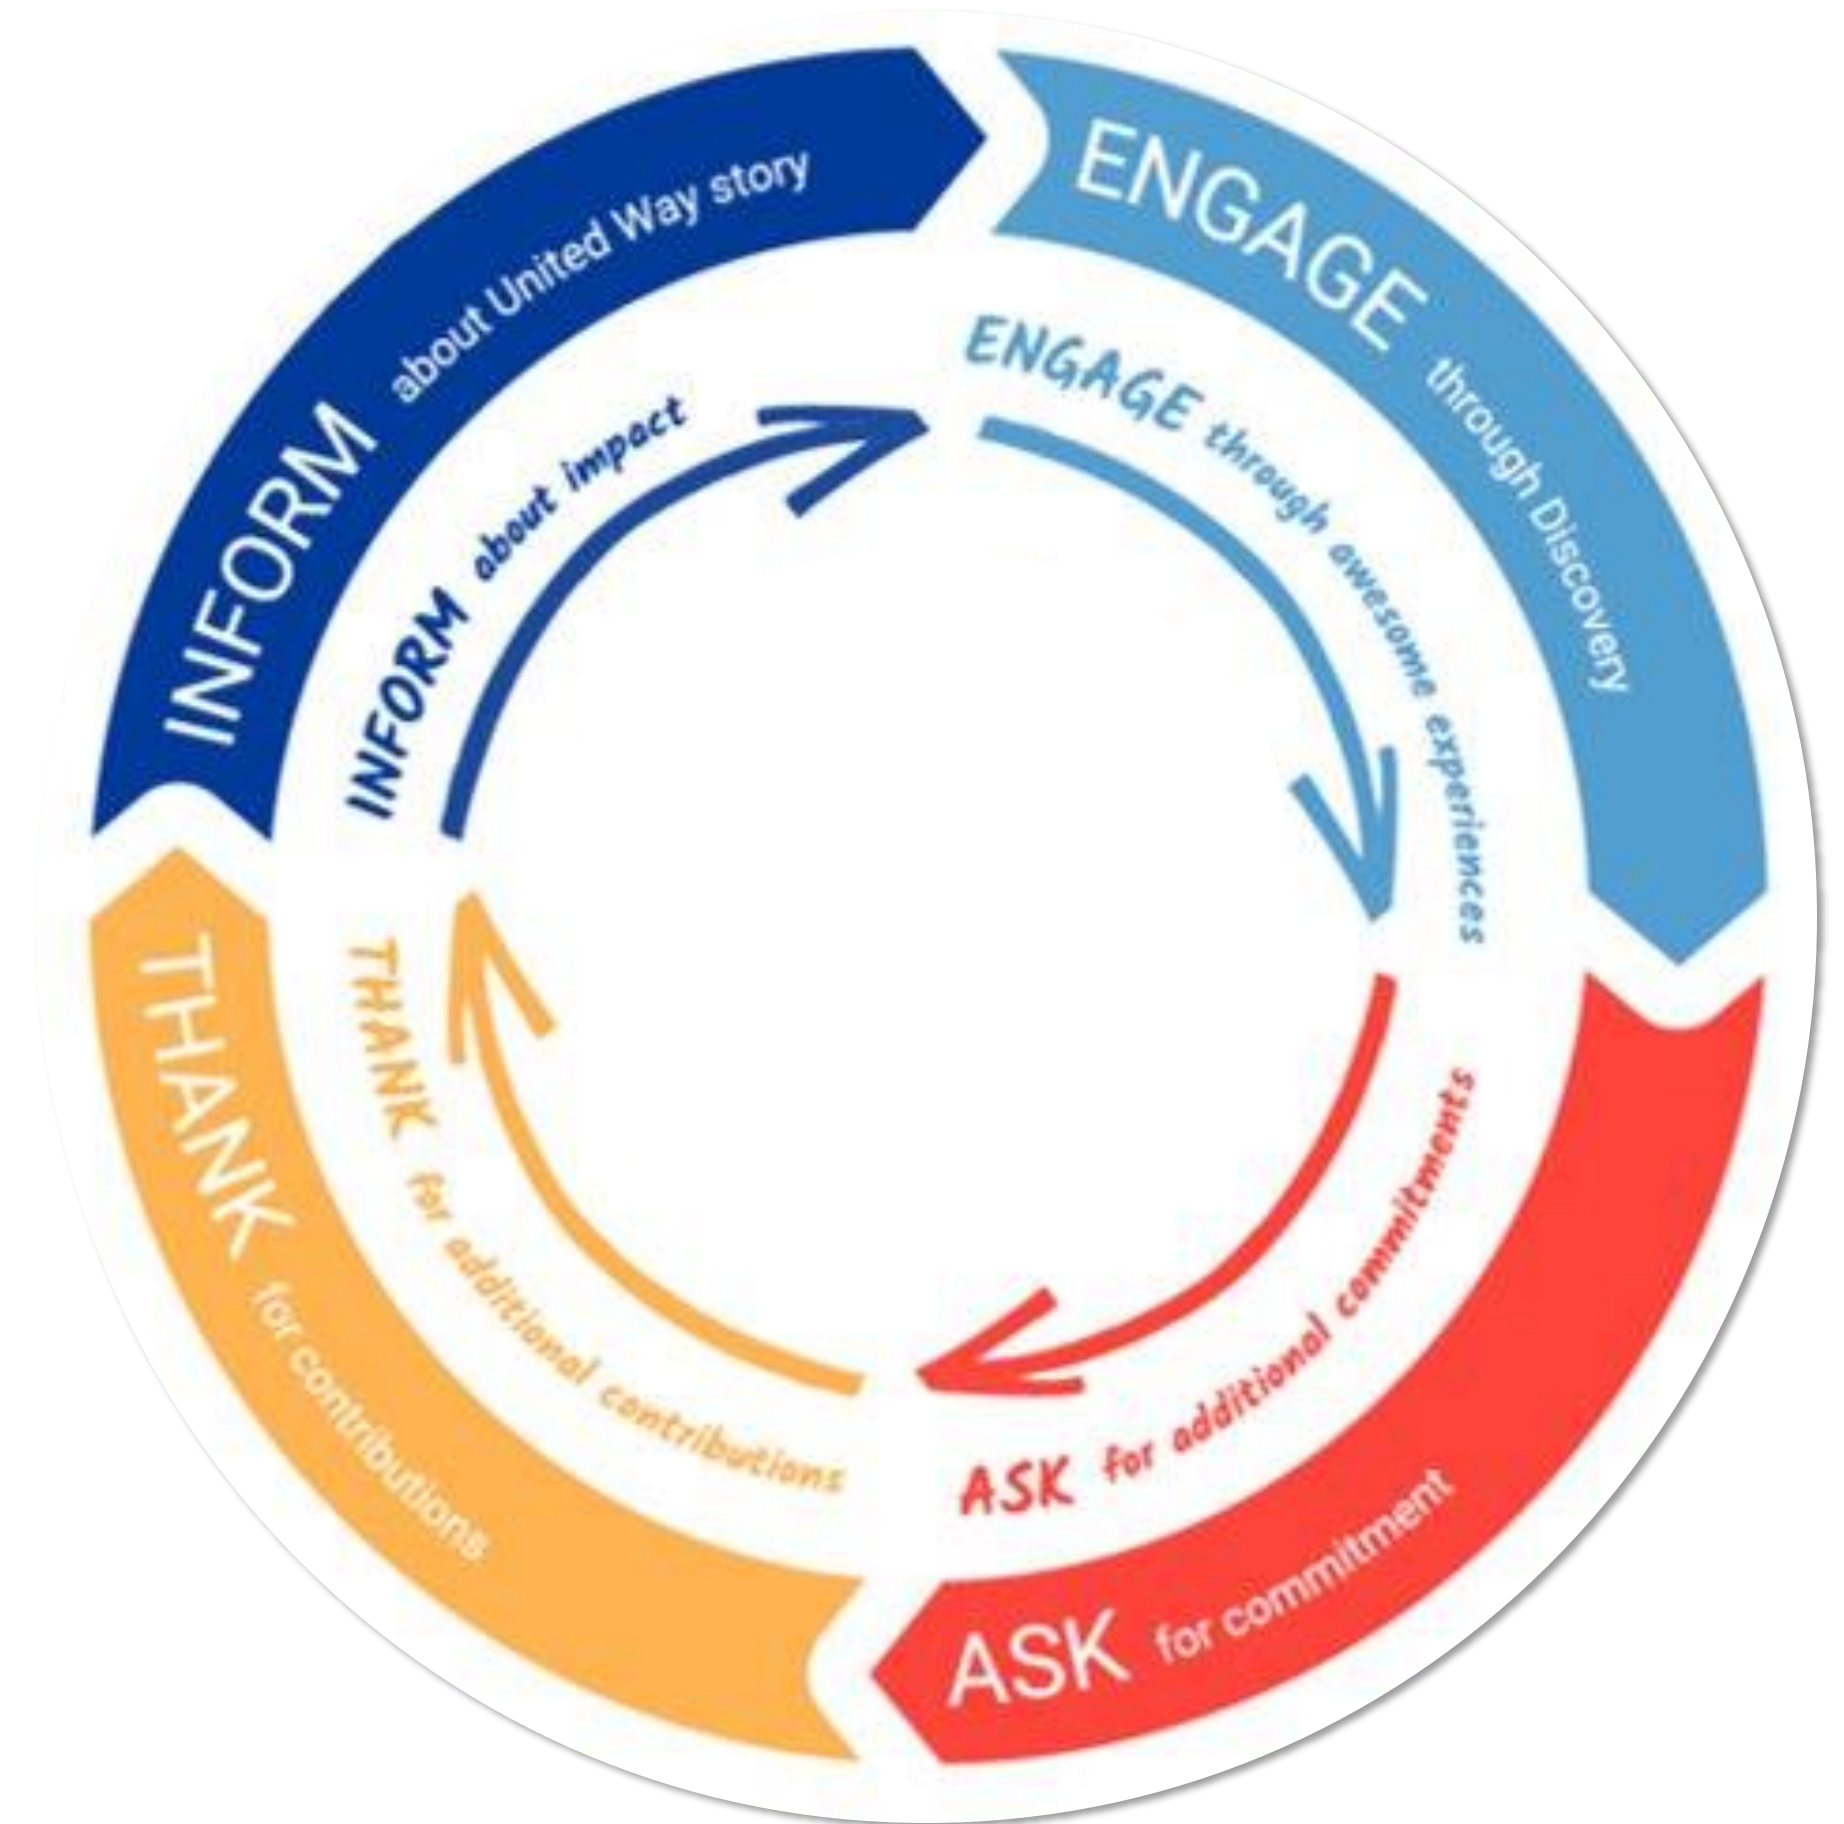 INFORM about United Way story
ENGAGE through Discovery
ASK for commitment
THANK for contributions
INFORM about impact
ENGAGE through awesome experiences
ASK for additional commitments
THANK for additional contributions